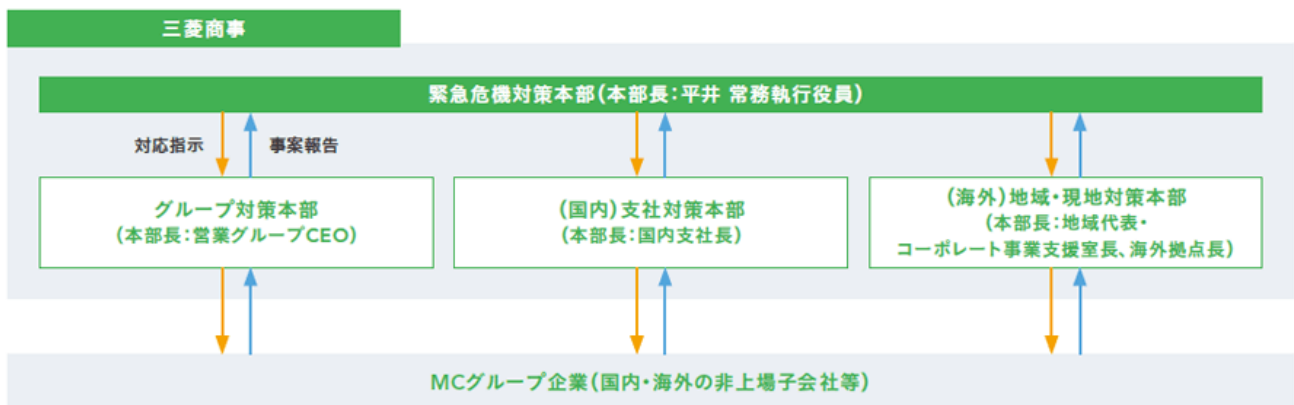 三菱商事
緊急危機対策本部(本部長:平井 常務執行役員)
対応指示
事案報告
グループ対策本部
(本部長:営業グループCEO)
(国内)支社対策本部
(本部長:国内支社長)
(海外)地域・現地対策本部
(本部長:地域代表・
コーポレート事業支援室長、海外拠点長)
MCグループ企業(国内・海外の非上場子会社等)